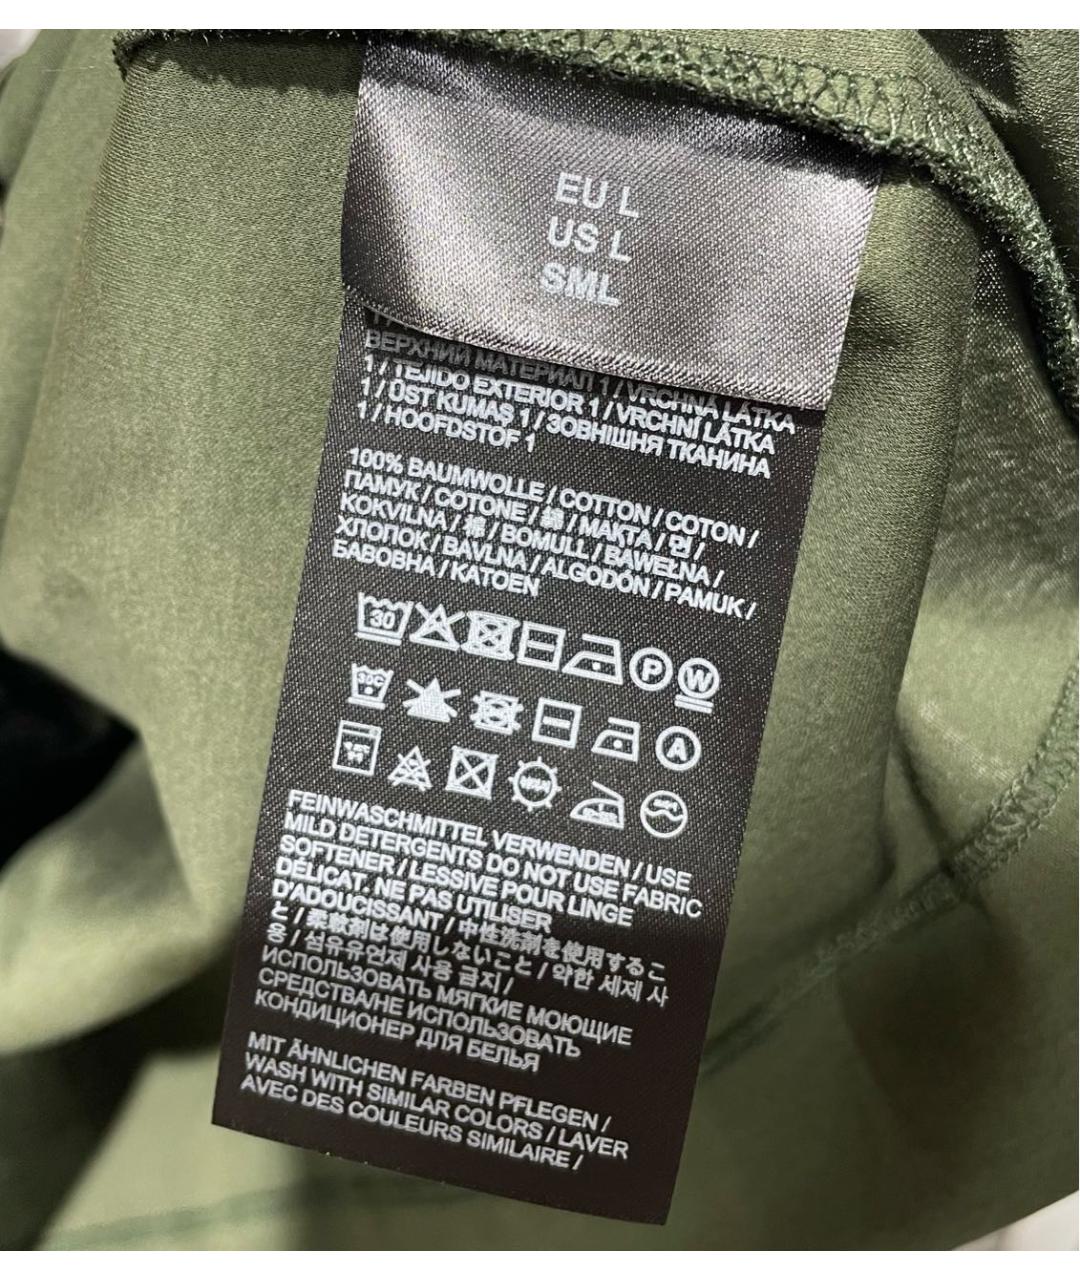 EU L
US L
SML
ВЕРХНИЙ МАТЕРИАЛ 1 / VRCHNÁ LÁTKA
1 / TEJIDO EXTERIOR 1 / VRCHNÍ LÁTKA
1 / ÜST KUMAŞ 1 / ЗОВНІШНЯ ТКАНИНА
1 / HOOFDSTOF 1
100% BAUMWOLLE / COTTON / COTON /
ПАМУК / COTONE / 綿 / MAKTA / 면 /
KOKVILNA / 棉 / BOMULL / BAWEŁNA /
ХЛОПОК / BAVLNA / ALGODÓN / PAMUK /
БАВОВНА / KATOEN
30
P
W
30C
A
FEINWASCHMITTEL VERWENDEN / USE
MILD DETERGENTS DO NOT USE FABRIC
SOFTENER / LESSIVE POUR LINGE
DÉLICAT. NE PAS UTILISER
D'ADOUCISSANT / 中性洗剤を使用するこ
と / 柔軟剤は使用しないこと / 약한 세제 사
용 / 섬유유연제 사용 금지 /
ИСПОЛЬЗОВАТЬ МЯГКИЕ МОЮЩИЕ
СРЕДСТВА/НЕ ИСПОЛЬЗОВАТЬ
КОНДИЦИОНЕР ДЛЯ БЕЛЬЯ
MIT ÄHNLICHEN FARBEN PFLEGEN /
WASH WITH SIMILAR COLORS / LAVER
AVEC DES COULEURS SIMILAIRE /